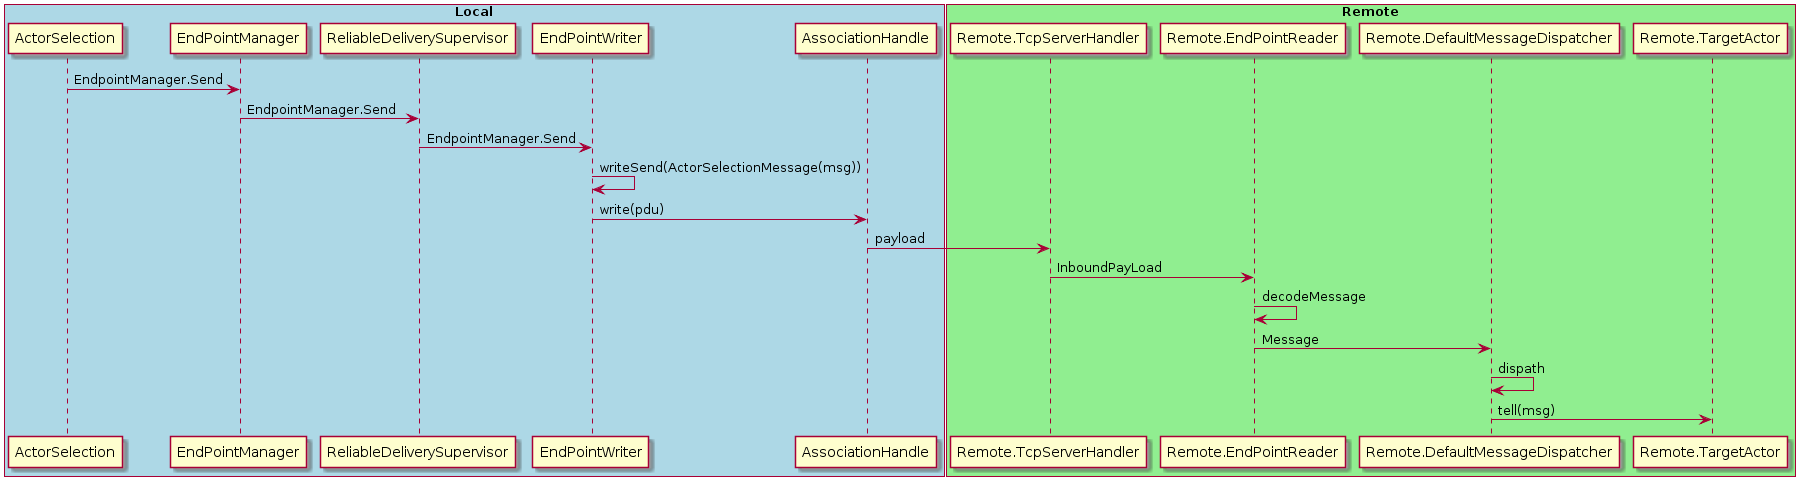 Local
Remote
ActorSelection
EndPointManager
ReliableDeliverySupervisor
EndPointWriter
AssociationHandle
Remote.TcpServerHandler
Remote.EndPointReader
Remote.DefaultMessageDispatcher
Remote.TargetActor
EndpointManager.Send
EndpointManager.Send
EndpointManager.Send
writeSend(ActorSelectionMessage(msg))
write(pdu)
payload
InboundPayLoad
decodeMessage
Message
dispath
tell(msg)
ActorSelection
EndPointManager
ReliableDeliverySupervisor
EndPointWriter
AssociationHandle
Remote.TcpServerHandler
Remote.EndPointReader
Remote.DefaultMessageDispatcher
Remote.TargetActor